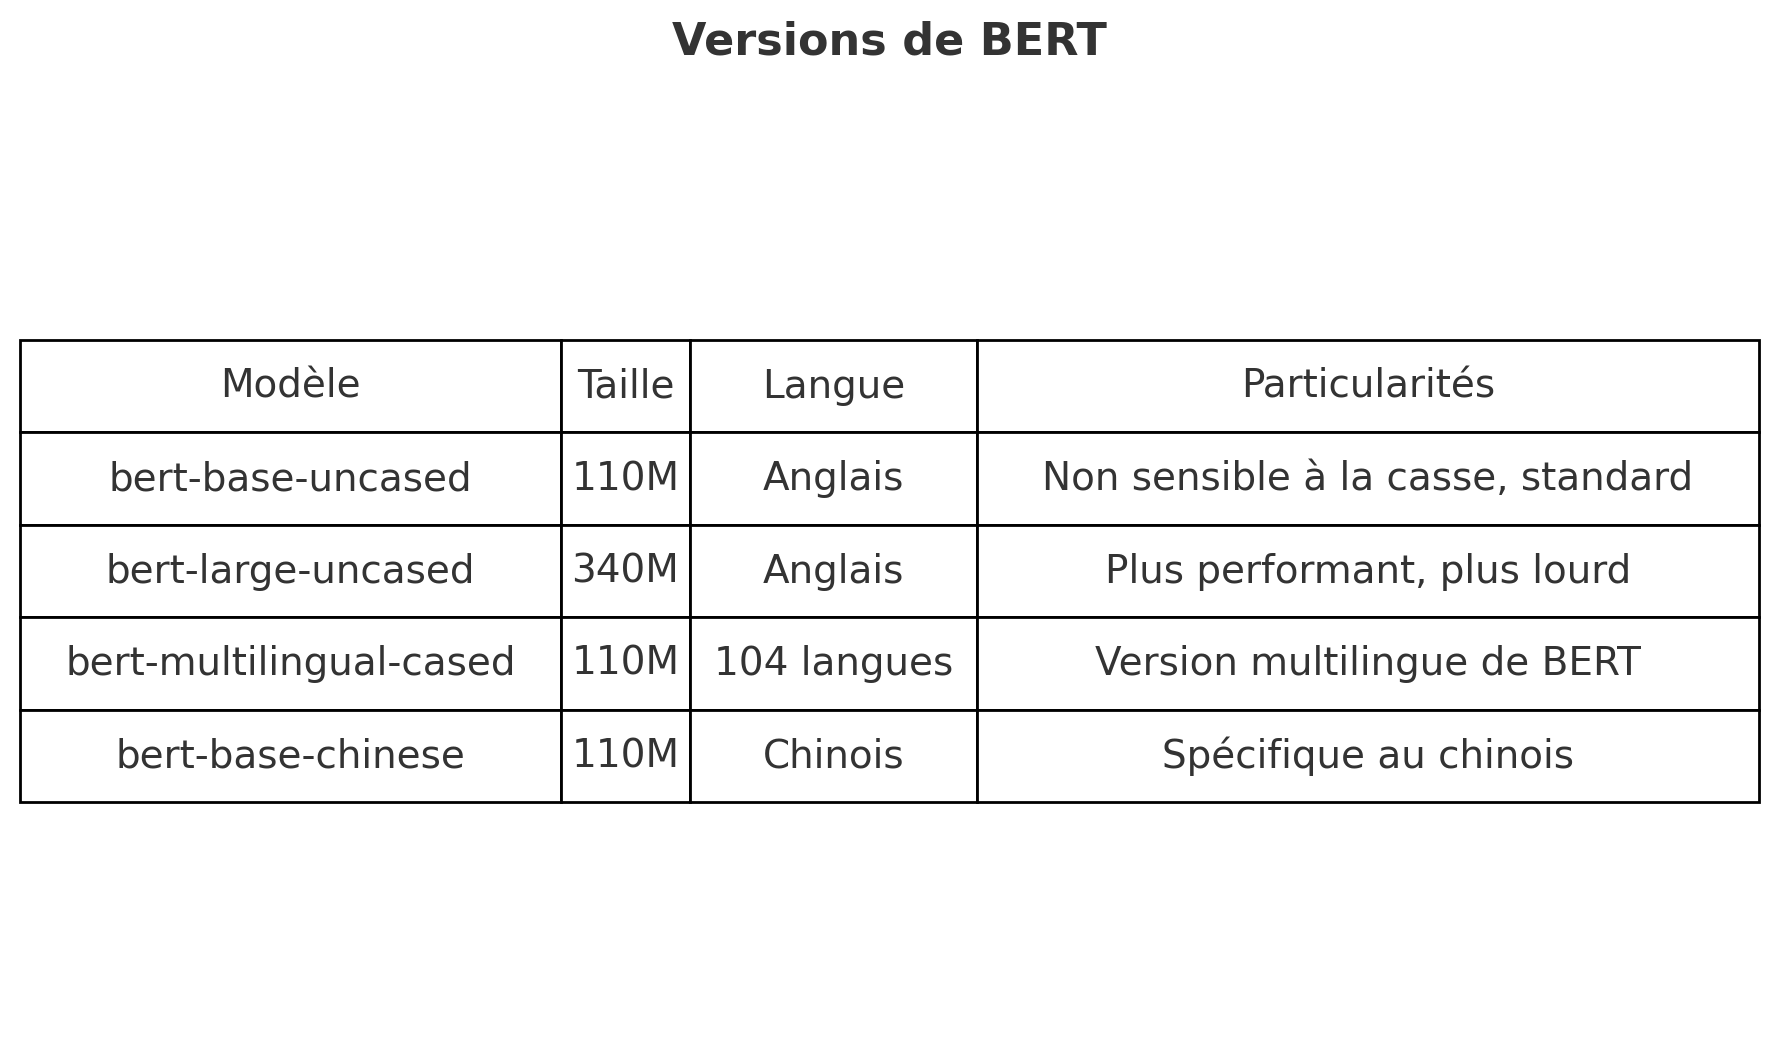 Versions de BERT
Modèle Taille Langue Particularités
bert-base-uncased 110M Anglais Non sensible à la casse, standard
bert-large-uncased 340M Anglais Plus performant, plus lourd
bert-multilingual-cased 110M 104 langues Version multilingue de BERT
bert-base-chinese 110M Chinois Spécifique au chinois